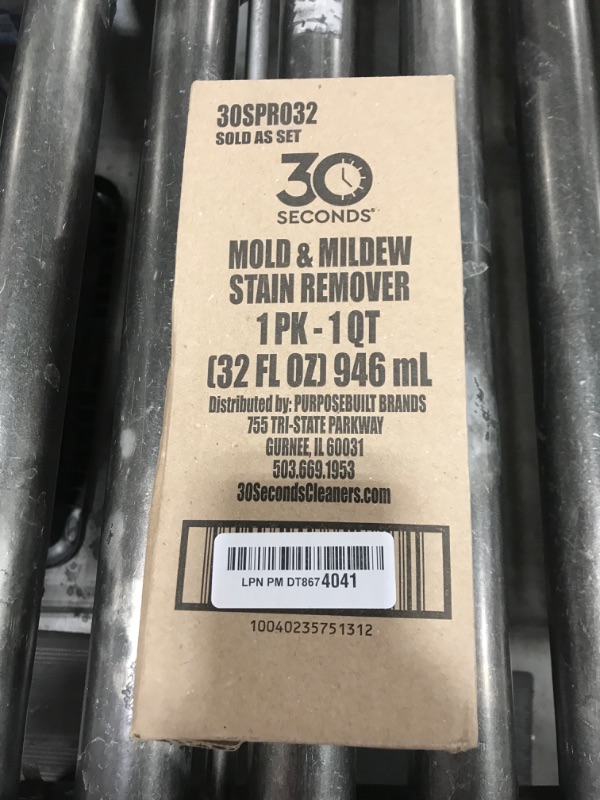 30SPRO32
SOLD AS SET
30
SECONDS®
MOLD & MILDEW
STAIN REMOVER
1 PK - 1 QT
(32 FL OZ) 946 mL
Distributed by: PURPOSEBUILT BRANDS
755 TRI-STATE PARKWAY
GURNEE, IL 60031
503.669.1953
30SecondsCleaners.com
LPN PM DT8674041
10040235751312